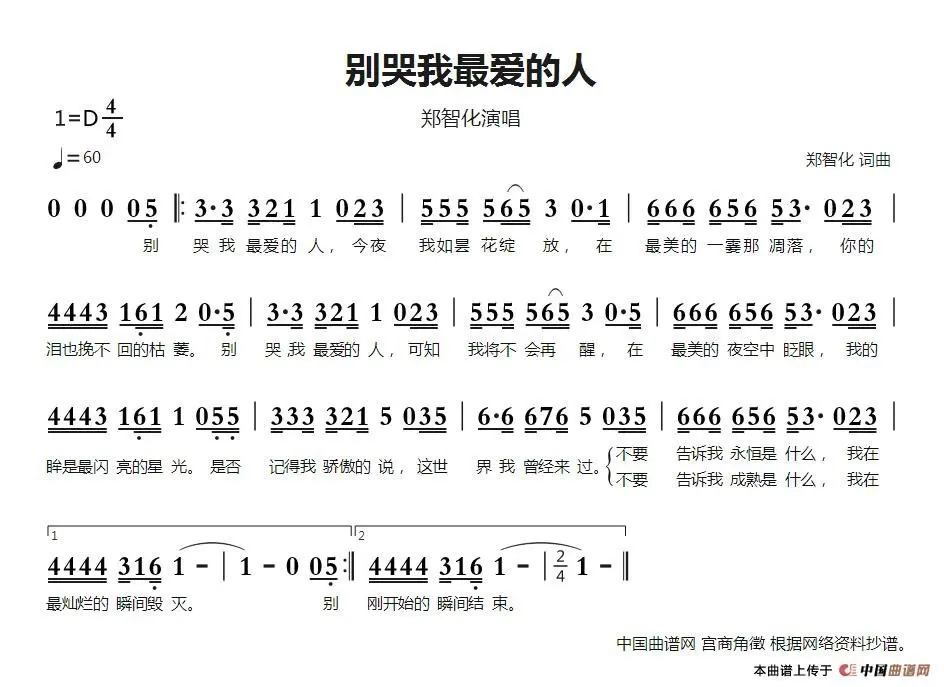 别哭我最爱的人
1=D 4/4
郑智化演唱
♩=60
郑智化 词曲
0 0 0 05 ‖: 3·3 321 1 023 | 555 565 3 0·1 | 666 656 53· 023 |
别 哭我 最爱的 人，今夜 我如昙 花绽 放，在 最美的 一霎那 凋落，你的
4443 161 2 0·5 | 3·3 321 1 023 | 555 565 3 0·5 | 666 656 53· 023 |
泪也挽不 回的枯 萎。别 哭我 最爱的 人，可知 我将不 会再 醒，在 最美的 夜空中 眨眼，我的
4443 161 1 055 | 333 321 5 035 | 6·6 676 5 035 | 666 656 53· 023 |
眸是最闪 亮的星 光。是否 记得我 骄傲的 说，这世 界我 曾经来 过。 不要 告诉我 永恒是 什么，我在
不要 告诉我 成熟是 什么，我在
1 2
4444 316 1 - | 1 - 0 05 :‖ 4444 316 1 - | 2/4 1 - ‖
最灿烂的 瞬间毁 灭。 别 刚开始的 瞬间结 束。
中国曲谱网 宫商角徵 根据网络资料抄谱。
本曲谱上传于 中国曲谱网